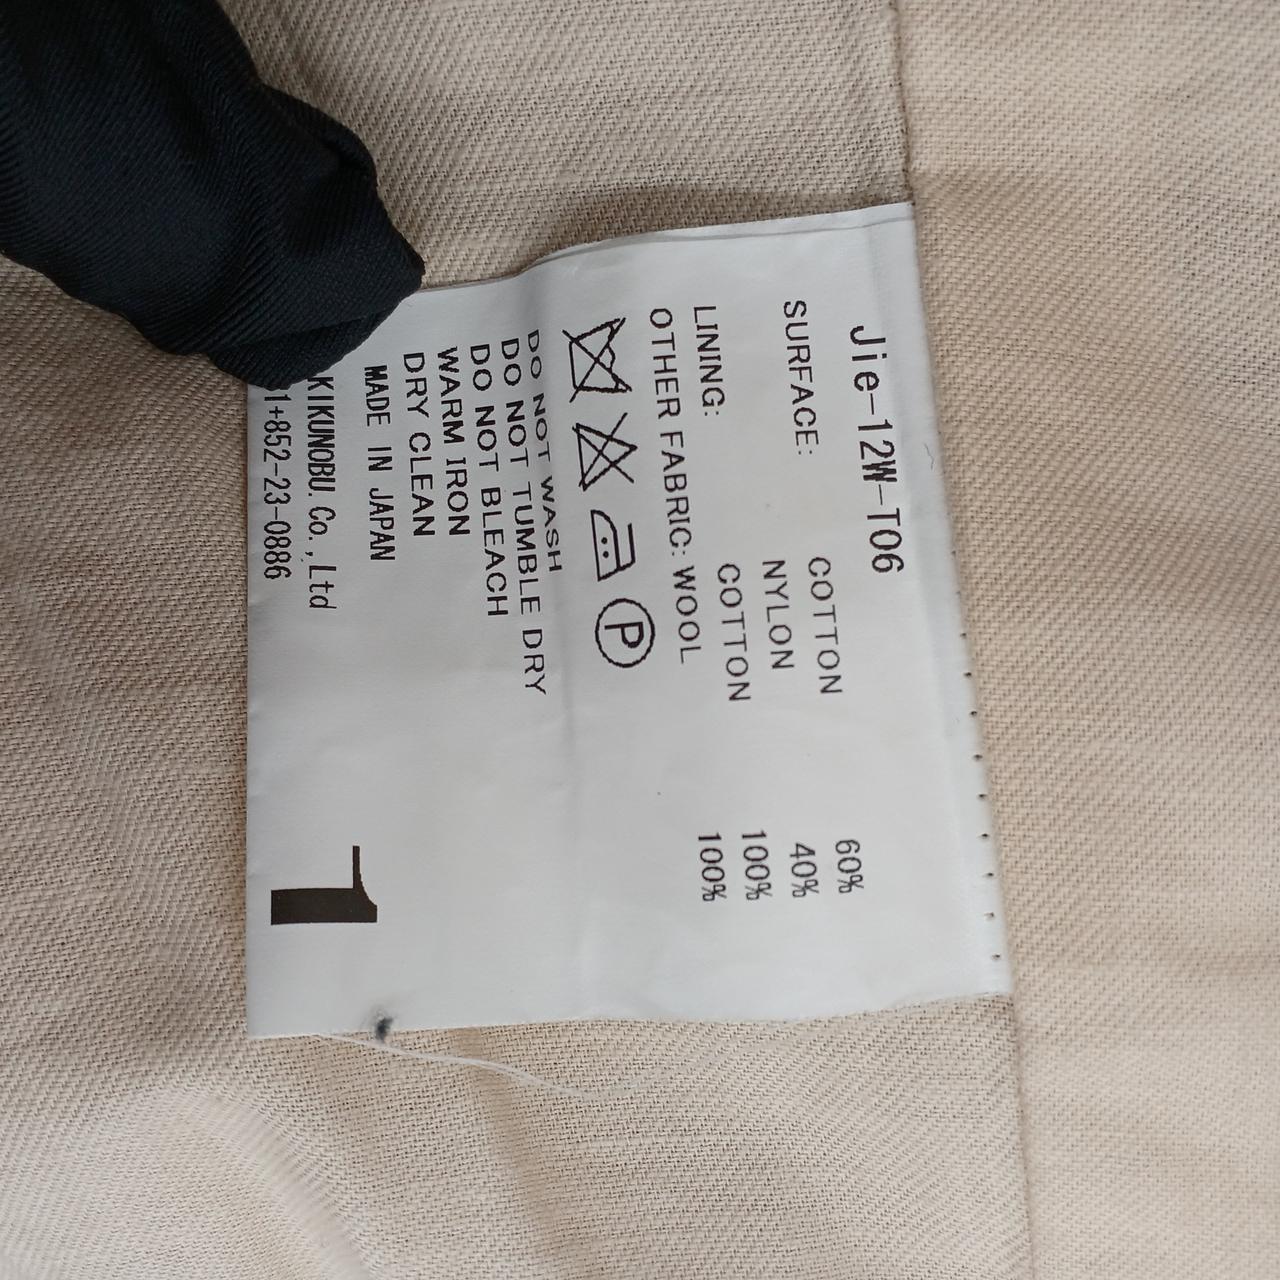 Jie-12W-T06
SURFACE: COTTON 60%
NYLON 40%
LINING: COTTON 100%
OTHER FABRIC: WOOL 100%
P
DO NOT WASH
DO NOT TUMBLE DRY
DO NOT BLEACH
WARM IRON
DRY CLEAN
MADE IN JAPAN
KIKUNOBU.Co.,Ltd
1+852-23-0886
1